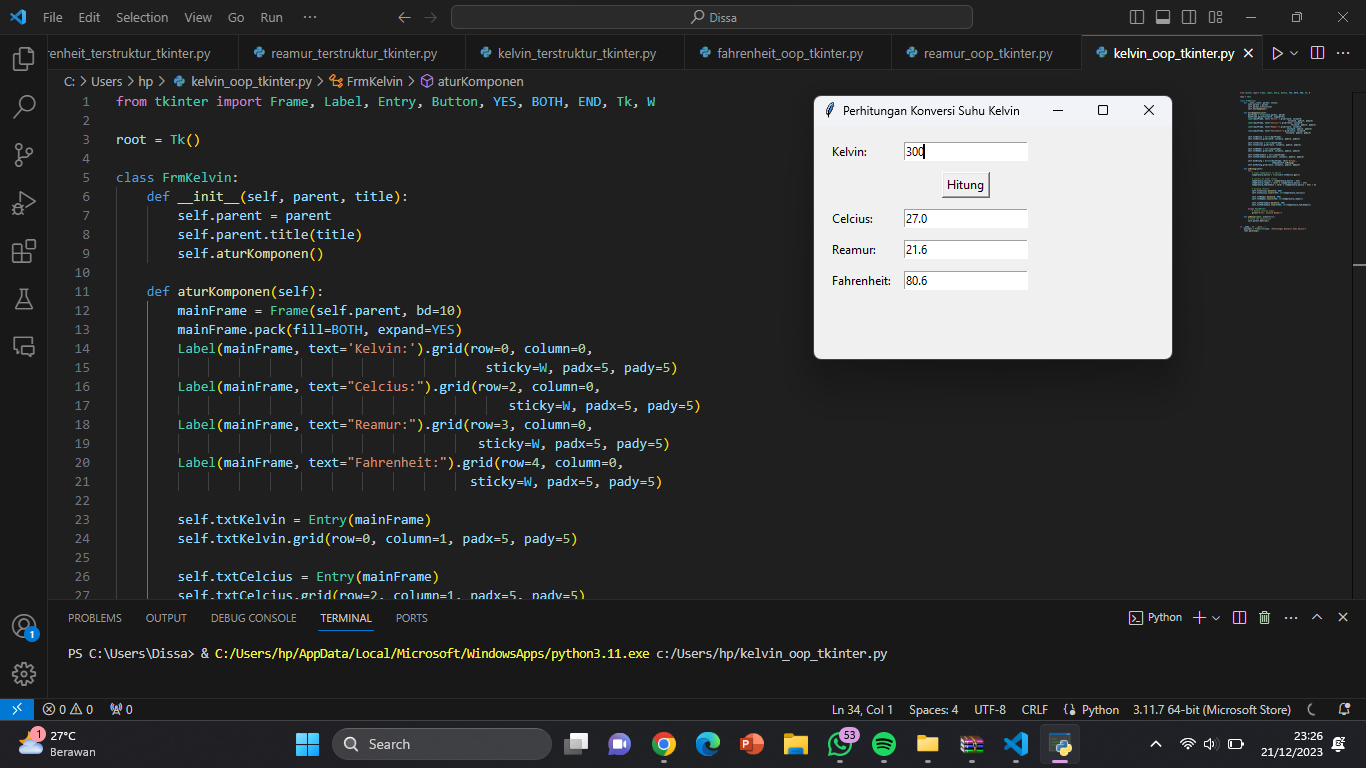 File Edit Selection View Go Run ··· Dissa
renheit_terstruktur_tkinter.py reamur_terstruktur_tkinter.py kelvin_terstruktur_tkinter.py fahrenheit_oop_tkinter.py reamur_oop_tkinter.py kelvin_oop_tkinter.py
C: > Users > hp > kelvin_oop_tkinter.py > FrmKelvin > aturKomponen
1 from tkinter import Frame, Label, Entry, Button, YES, BOTH, END, Tk, W
2
3 root = Tk()
4
5 class FrmKelvin:
6 def __init__(self, parent, title):
7 self.parent = parent
8 self.parent.title(title)
9 self.aturKomponen()
10
11 def aturKomponen(self):
12 mainFrame = Frame(self.parent, bd=10)
13 mainFrame.pack(fill=BOTH, expand=YES)
14 Label(mainFrame, text='Kelvin:').grid(row=0, column=0,
15 sticky=W, padx=5, pady=5)
16 Label(mainFrame, text="Celcius:").grid(row=2, column=0,
17 sticky=W, padx=5, pady=5)
18 Label(mainFrame, text="Reamur:").grid(row=3, column=0,
19 sticky=W, padx=5, pady=5)
20 Label(mainFrame, text="Fahrenheit:").grid(row=4, column=0,
21 sticky=W, padx=5, pady=5)
22
23 self.txtKelvin = Entry(mainFrame)
24 self.txtKelvin.grid(row=0, column=1, padx=5, pady=5)
25
26 self.txtCelcius = Entry(mainFrame)
27 self.txtCelcius.grid(row=2, column=1, padx=5, pady=5)
Perhitungan Konversi Suhu Kelvin
Kelvin: 300
Hitung
Celcius: 27.0
Reamur: 21.6
Fahrenheit: 80.6
PROBLEMS OUTPUT DEBUG CONSOLE TERMINAL PORTS Python
PS C:\Users\Dissa> & C:/Users/hp/AppData/Local/Microsoft/WindowsApps/python3.11.exe c:/Users/hp/kelvin_oop_tkinter.py
1
0 0 0 Ln 34, Col 1 Spaces: 4 UTF-8 CRLF Python 3.11.7 64-bit (Microsoft Store)
1 27°C Search 53 23:26
Berawan 21/12/2023